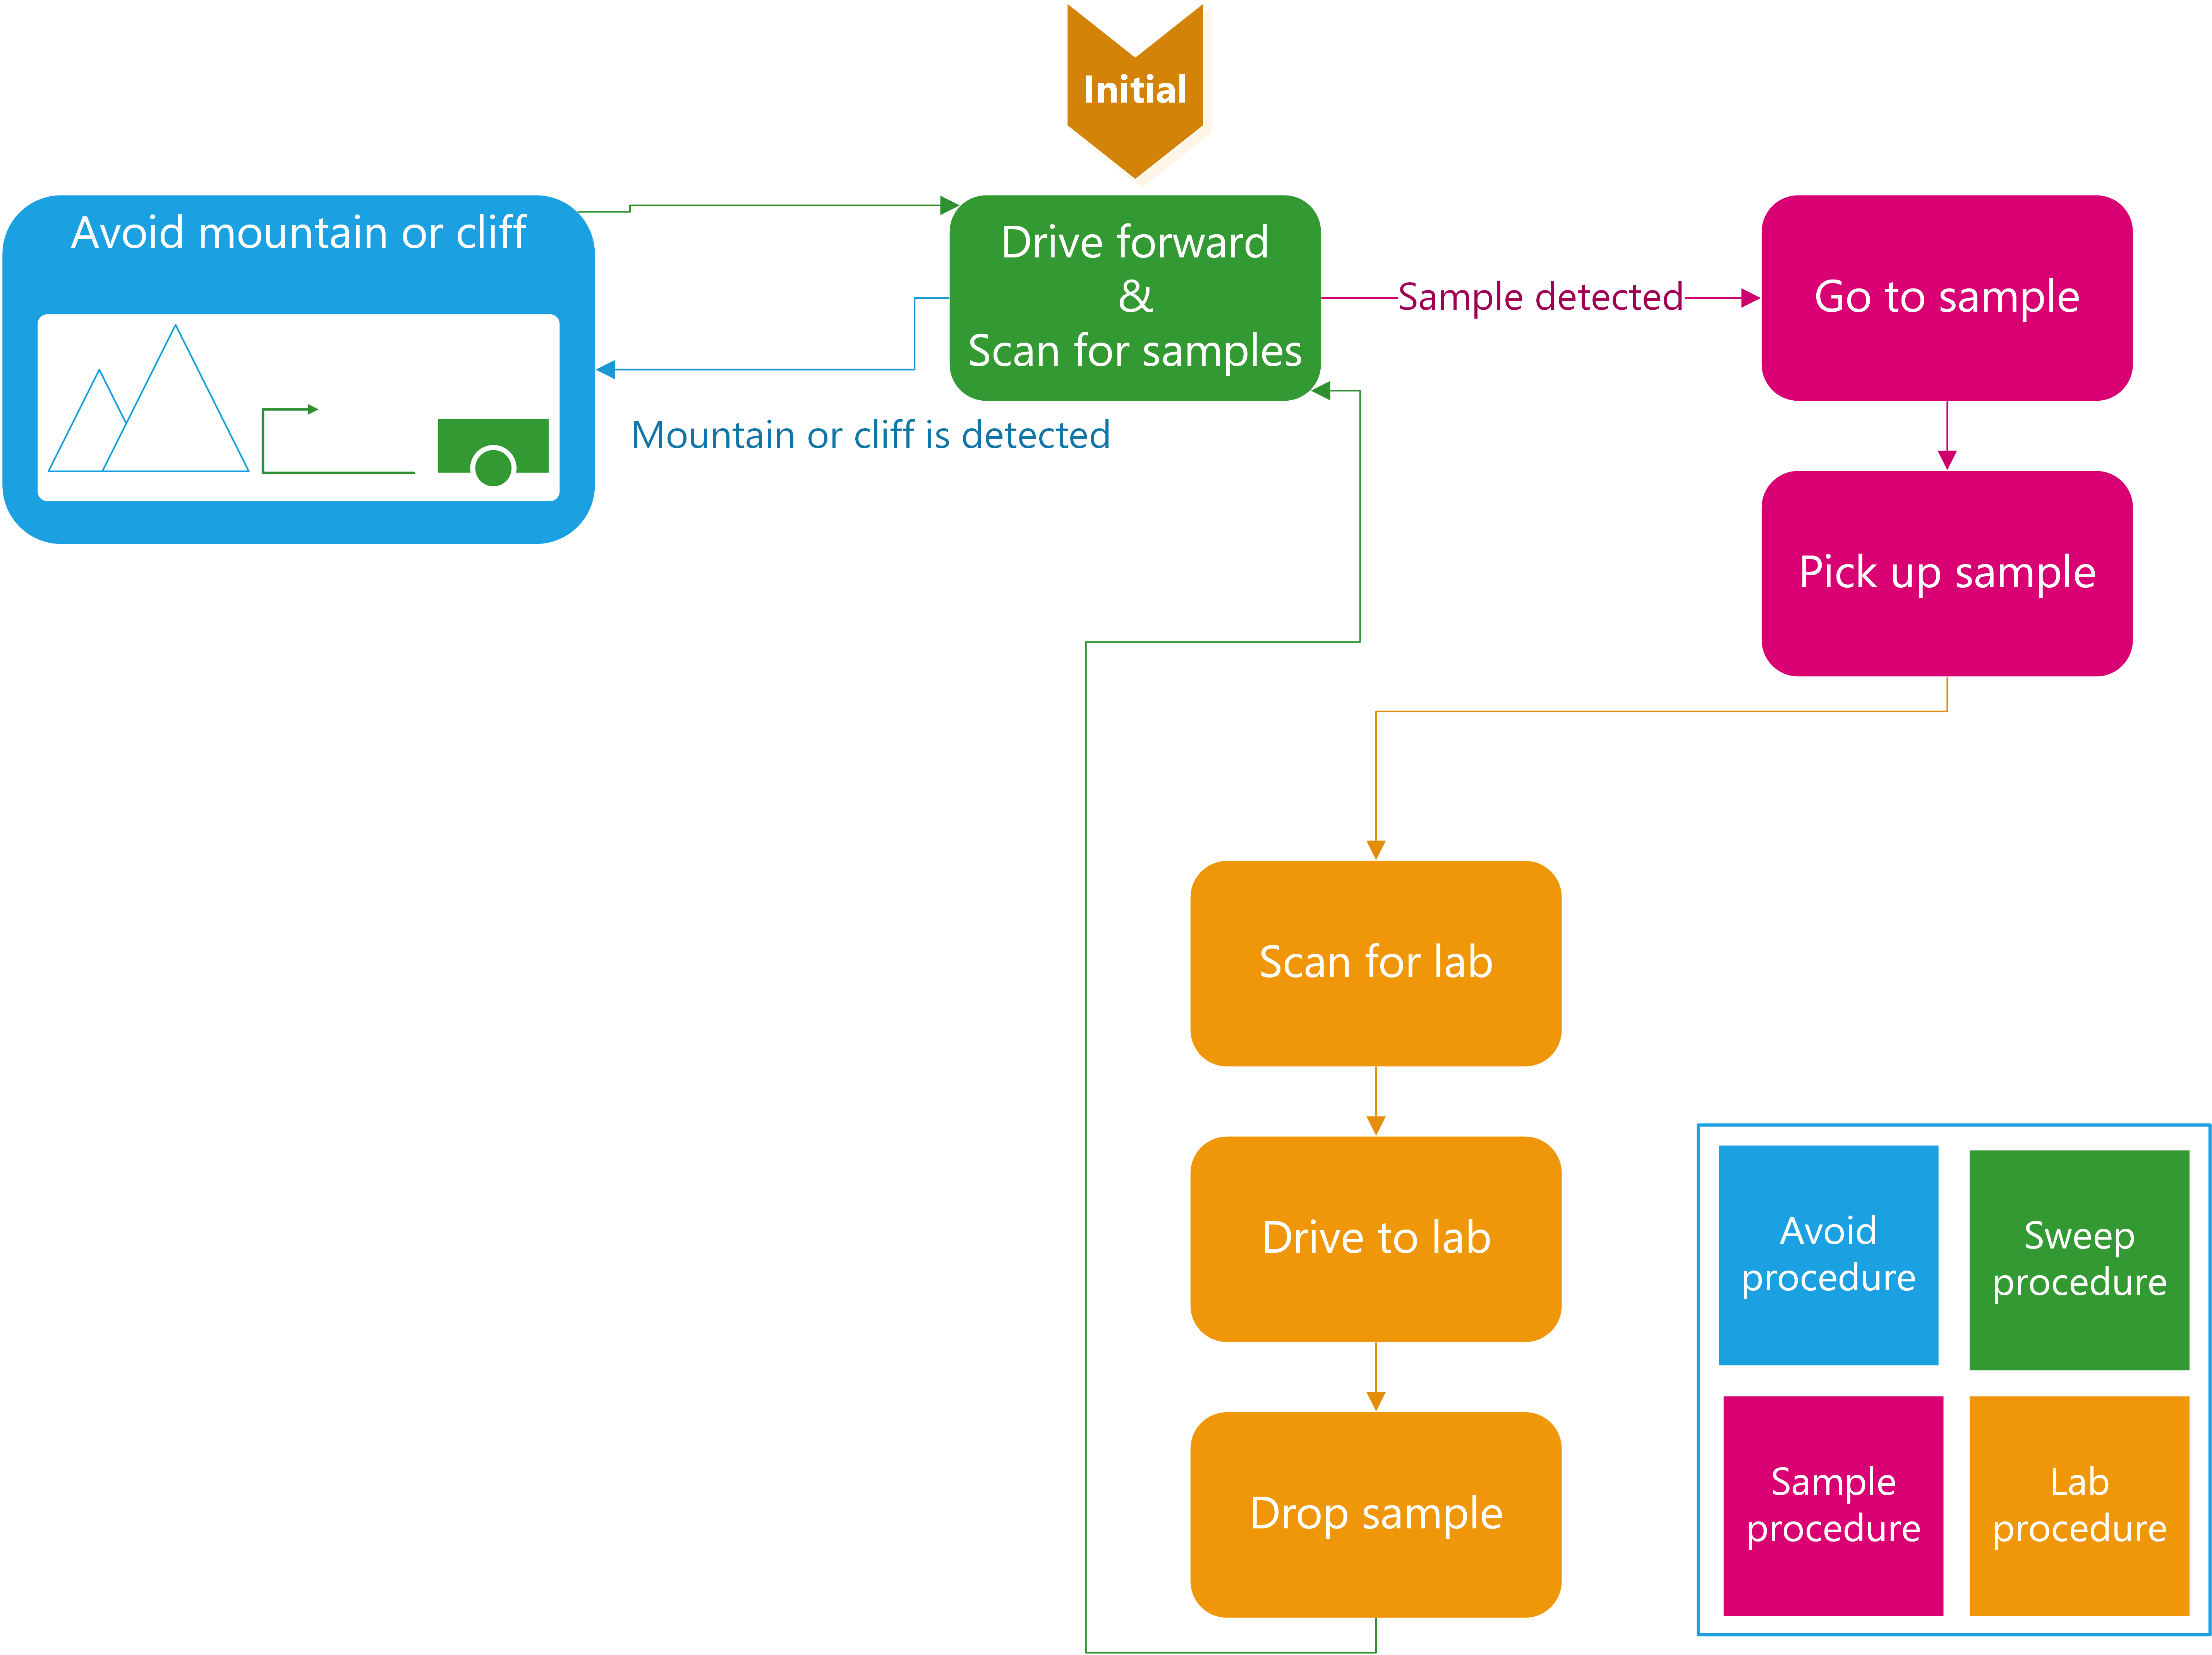 Initial
Avoid mountain or cliff
Drive forward
&
Scan for samples
Sample detected
Go to sample
Mountain or cliff is detected
Pick up sample
Scan for lab
Drive to lab
Drop sample
Avoid
procedure
Sweep
procedure
Sample
procedure
Lab
procedure